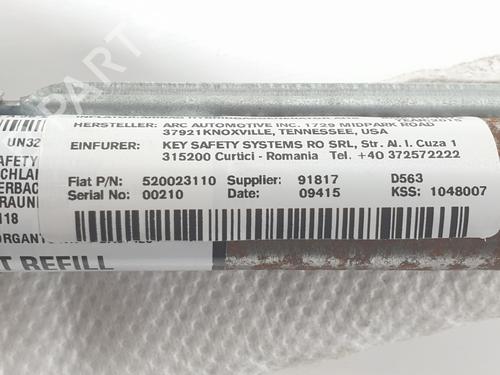 HERSTELLER: ARC AUTOMOTIVE INC. 1729 MIDPARK ROAD
37921KNOXVILLE, TENNESSEE, USA
EINFURER: KEY SAFETY SYSTEMS RO SRL, Str. Al. I. Cuza 1
315200 Curtici - Romania Tel. +40 372572222
Fiat P/N: 520023110 Supplier: 91817 D563
Serial No: 00210 Date: 09415 KSS: 1048007
UN32
SAFETY
118
T REFILL